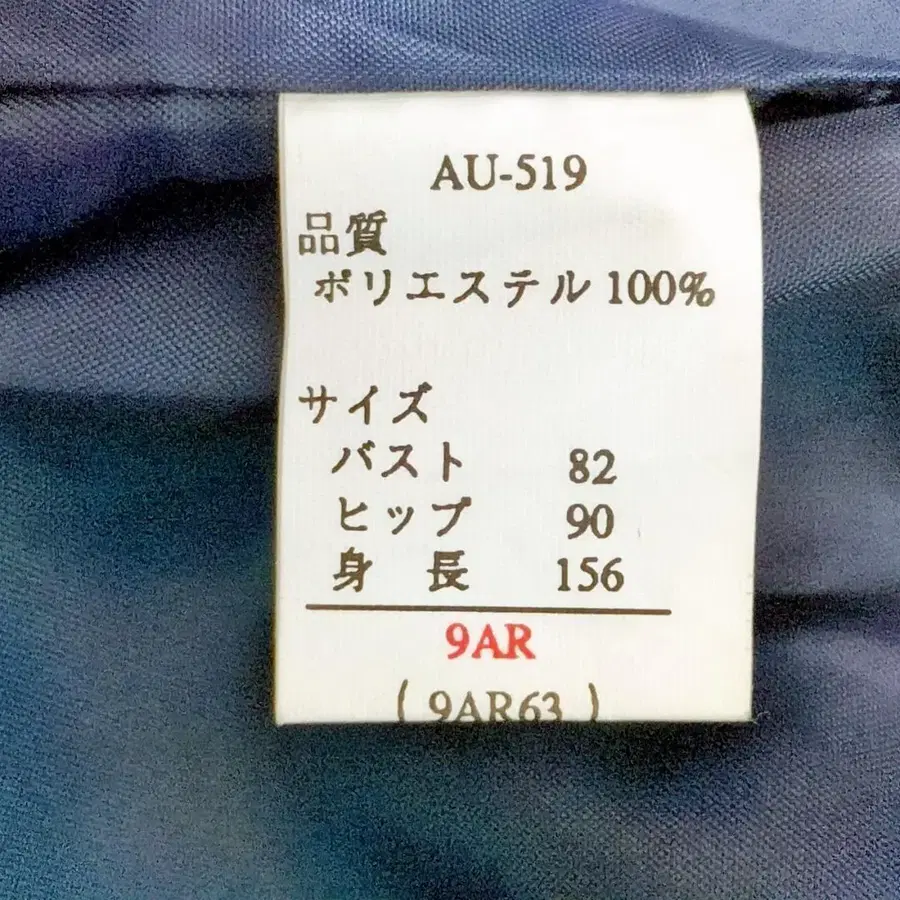 AU-519
品質
ポリエステル 100%
サイズ
バスト 82
ヒップ 90
身長 156
9AR
( 9AR63 )